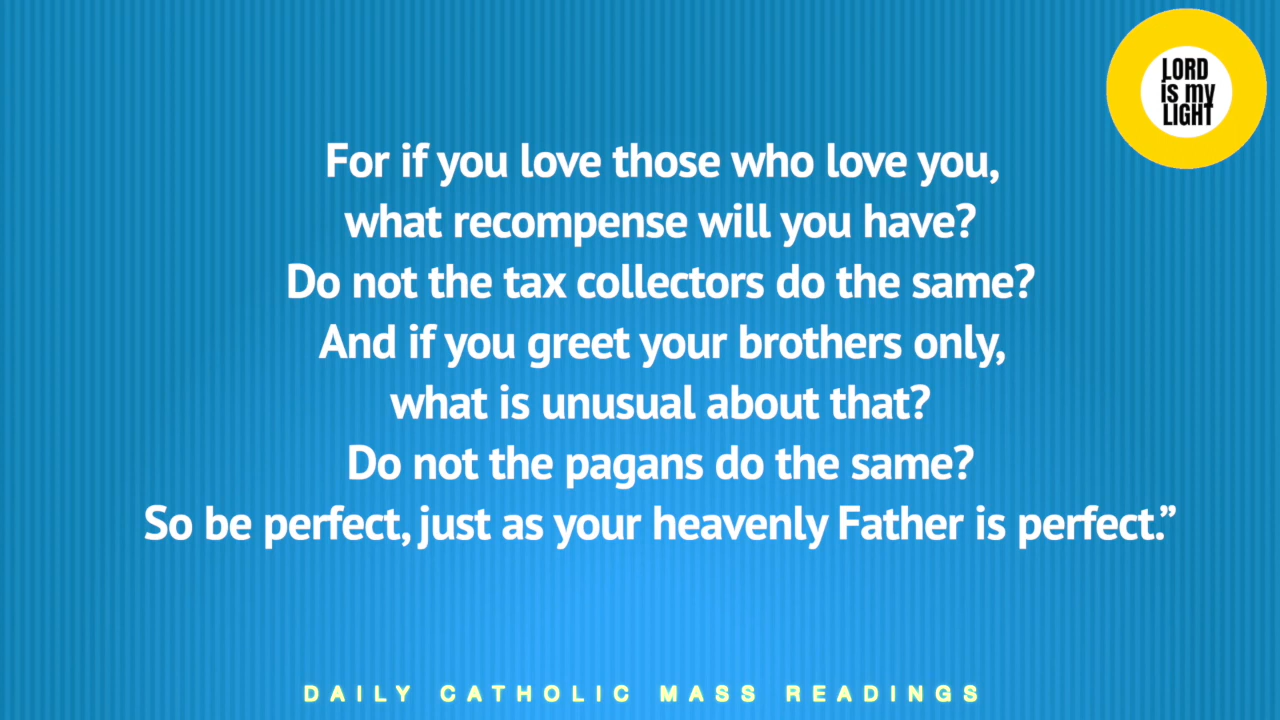 LORD
is my
LIGHT
For if you love those who love you,
what recompense will you have?
Do not the tax collectors do the same?
And if you greet your brothers only,
what is unusual about that?
Do not the pagans do the same?
So be perfect, just as your heavenly Father is perfect.”
DAILY CATHOLIC MASS READINGS